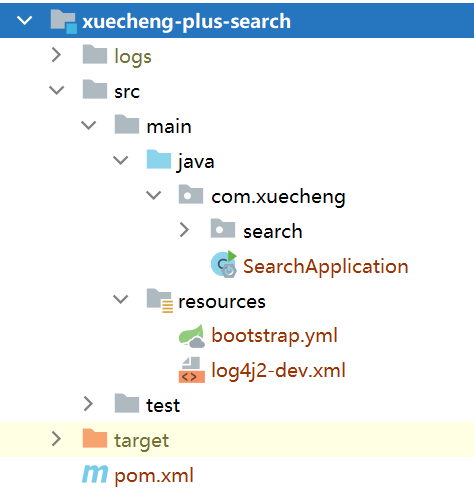 xuecheng-plus-search
logs
src
main
java
com.xuecheng
search
SearchApplication
resources
bootstrap.yml
log4j2-dev.xml
test
target
pom.xml